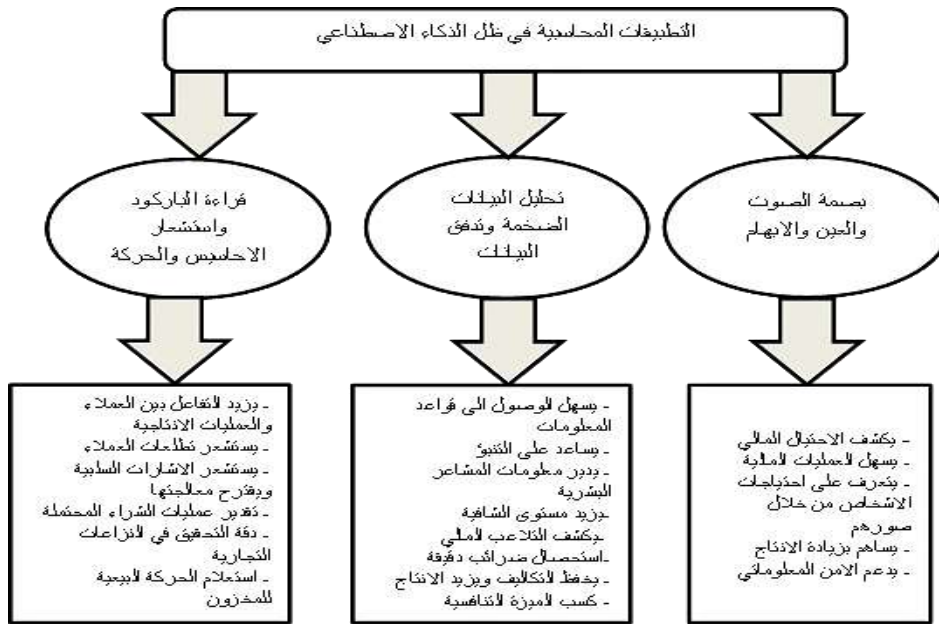 التطبيقات المحاسبية في ظل الذكاء الاصطناعي
بصمة الصوت
والعين والابهام
تحليل البيانات
الضخمة وتدفق
البيانات
قراءة الباركود
واستشعار
الاحاسيس والحركة
- يكشف الاحتيال المالي
- يسهل العمليات المالية
- يتعرف على احتياجات
الاشخاص من خلال
صورهم
- يساهم بزيادة الانتاج
- يدعم الامن المعلوماتي
- يسهل الوصول الى قواعد
المعلومات
- يساعد على التنبؤ
- يدير معلومات المشاعر
البشرية
-يزيد مستوى الشافية
-يكشف التلاعب المالي
-استحصال ضرائب دقيقة
- يخفظ التكاليف ويزيد الانتاج
- كسب الميزة التنافسية
- يزيد التفاعل بين العملاء
والعمليات الانتاجية
- يستشعر تطلعات العملاء
- يستشعر الاشارات السلبية
ويقترح معالجتها
- تقدير عمليات الشراء المحتملة
- دقة التحقيق في النزاعات
التجارية
- استعلام الحركة البيعية
للمخزون